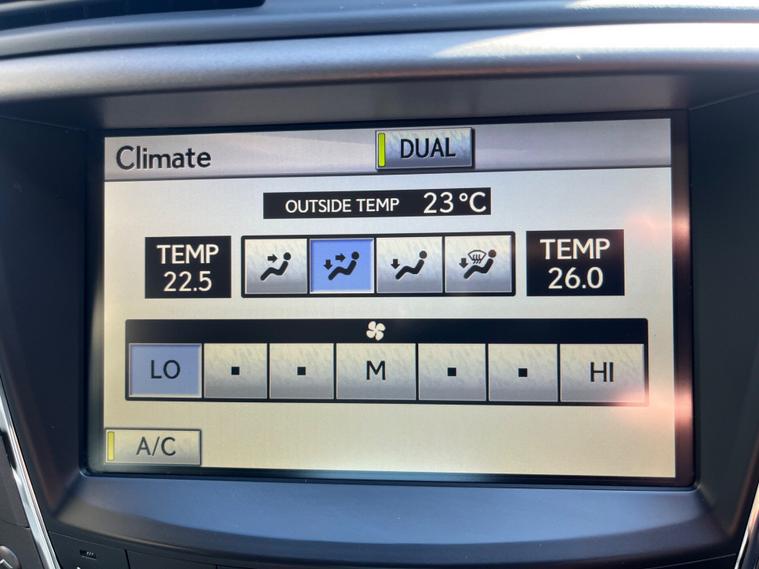 Climate
DUAL
OUTSIDE TEMP 23°C
TEMP
22.5
TEMP
26.0
LO
M
HI
A/C